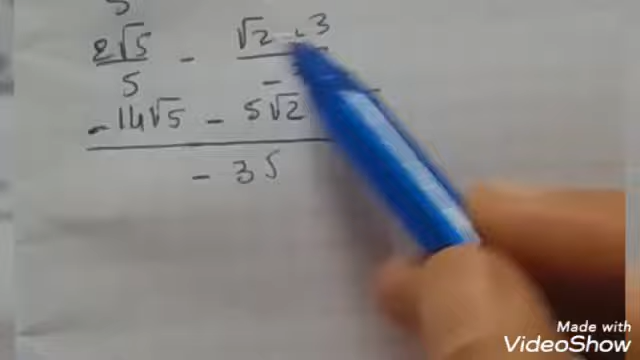 2√5 / 5 - √2 + 3 / -
-14√5 - 5√2
- 35
Made with
VideoShow